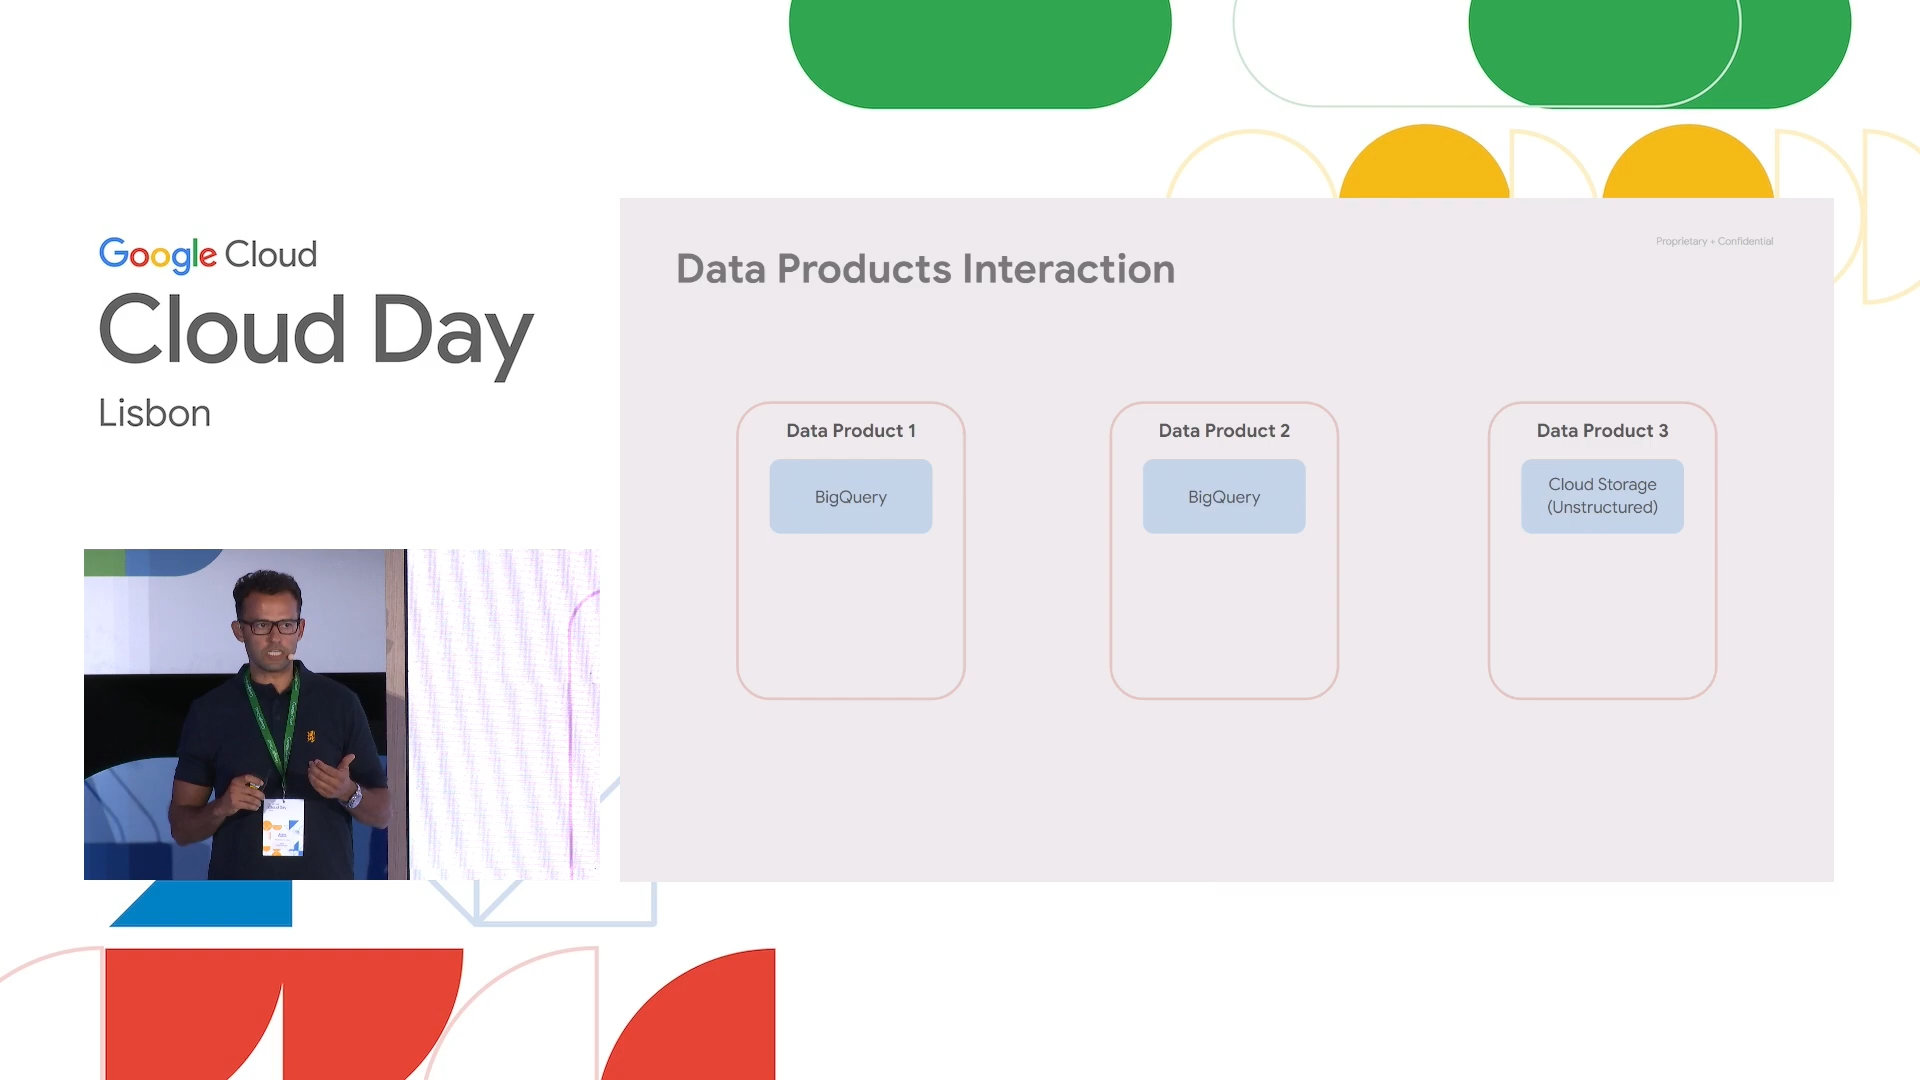 Google Cloud
Cloud Day
Lisbon
Proprietary + Confidential
Data Products Interaction
Data Product 1
BigQuery
Data Product 2
BigQuery
Data Product 3
Cloud Storage
(Unstructured)